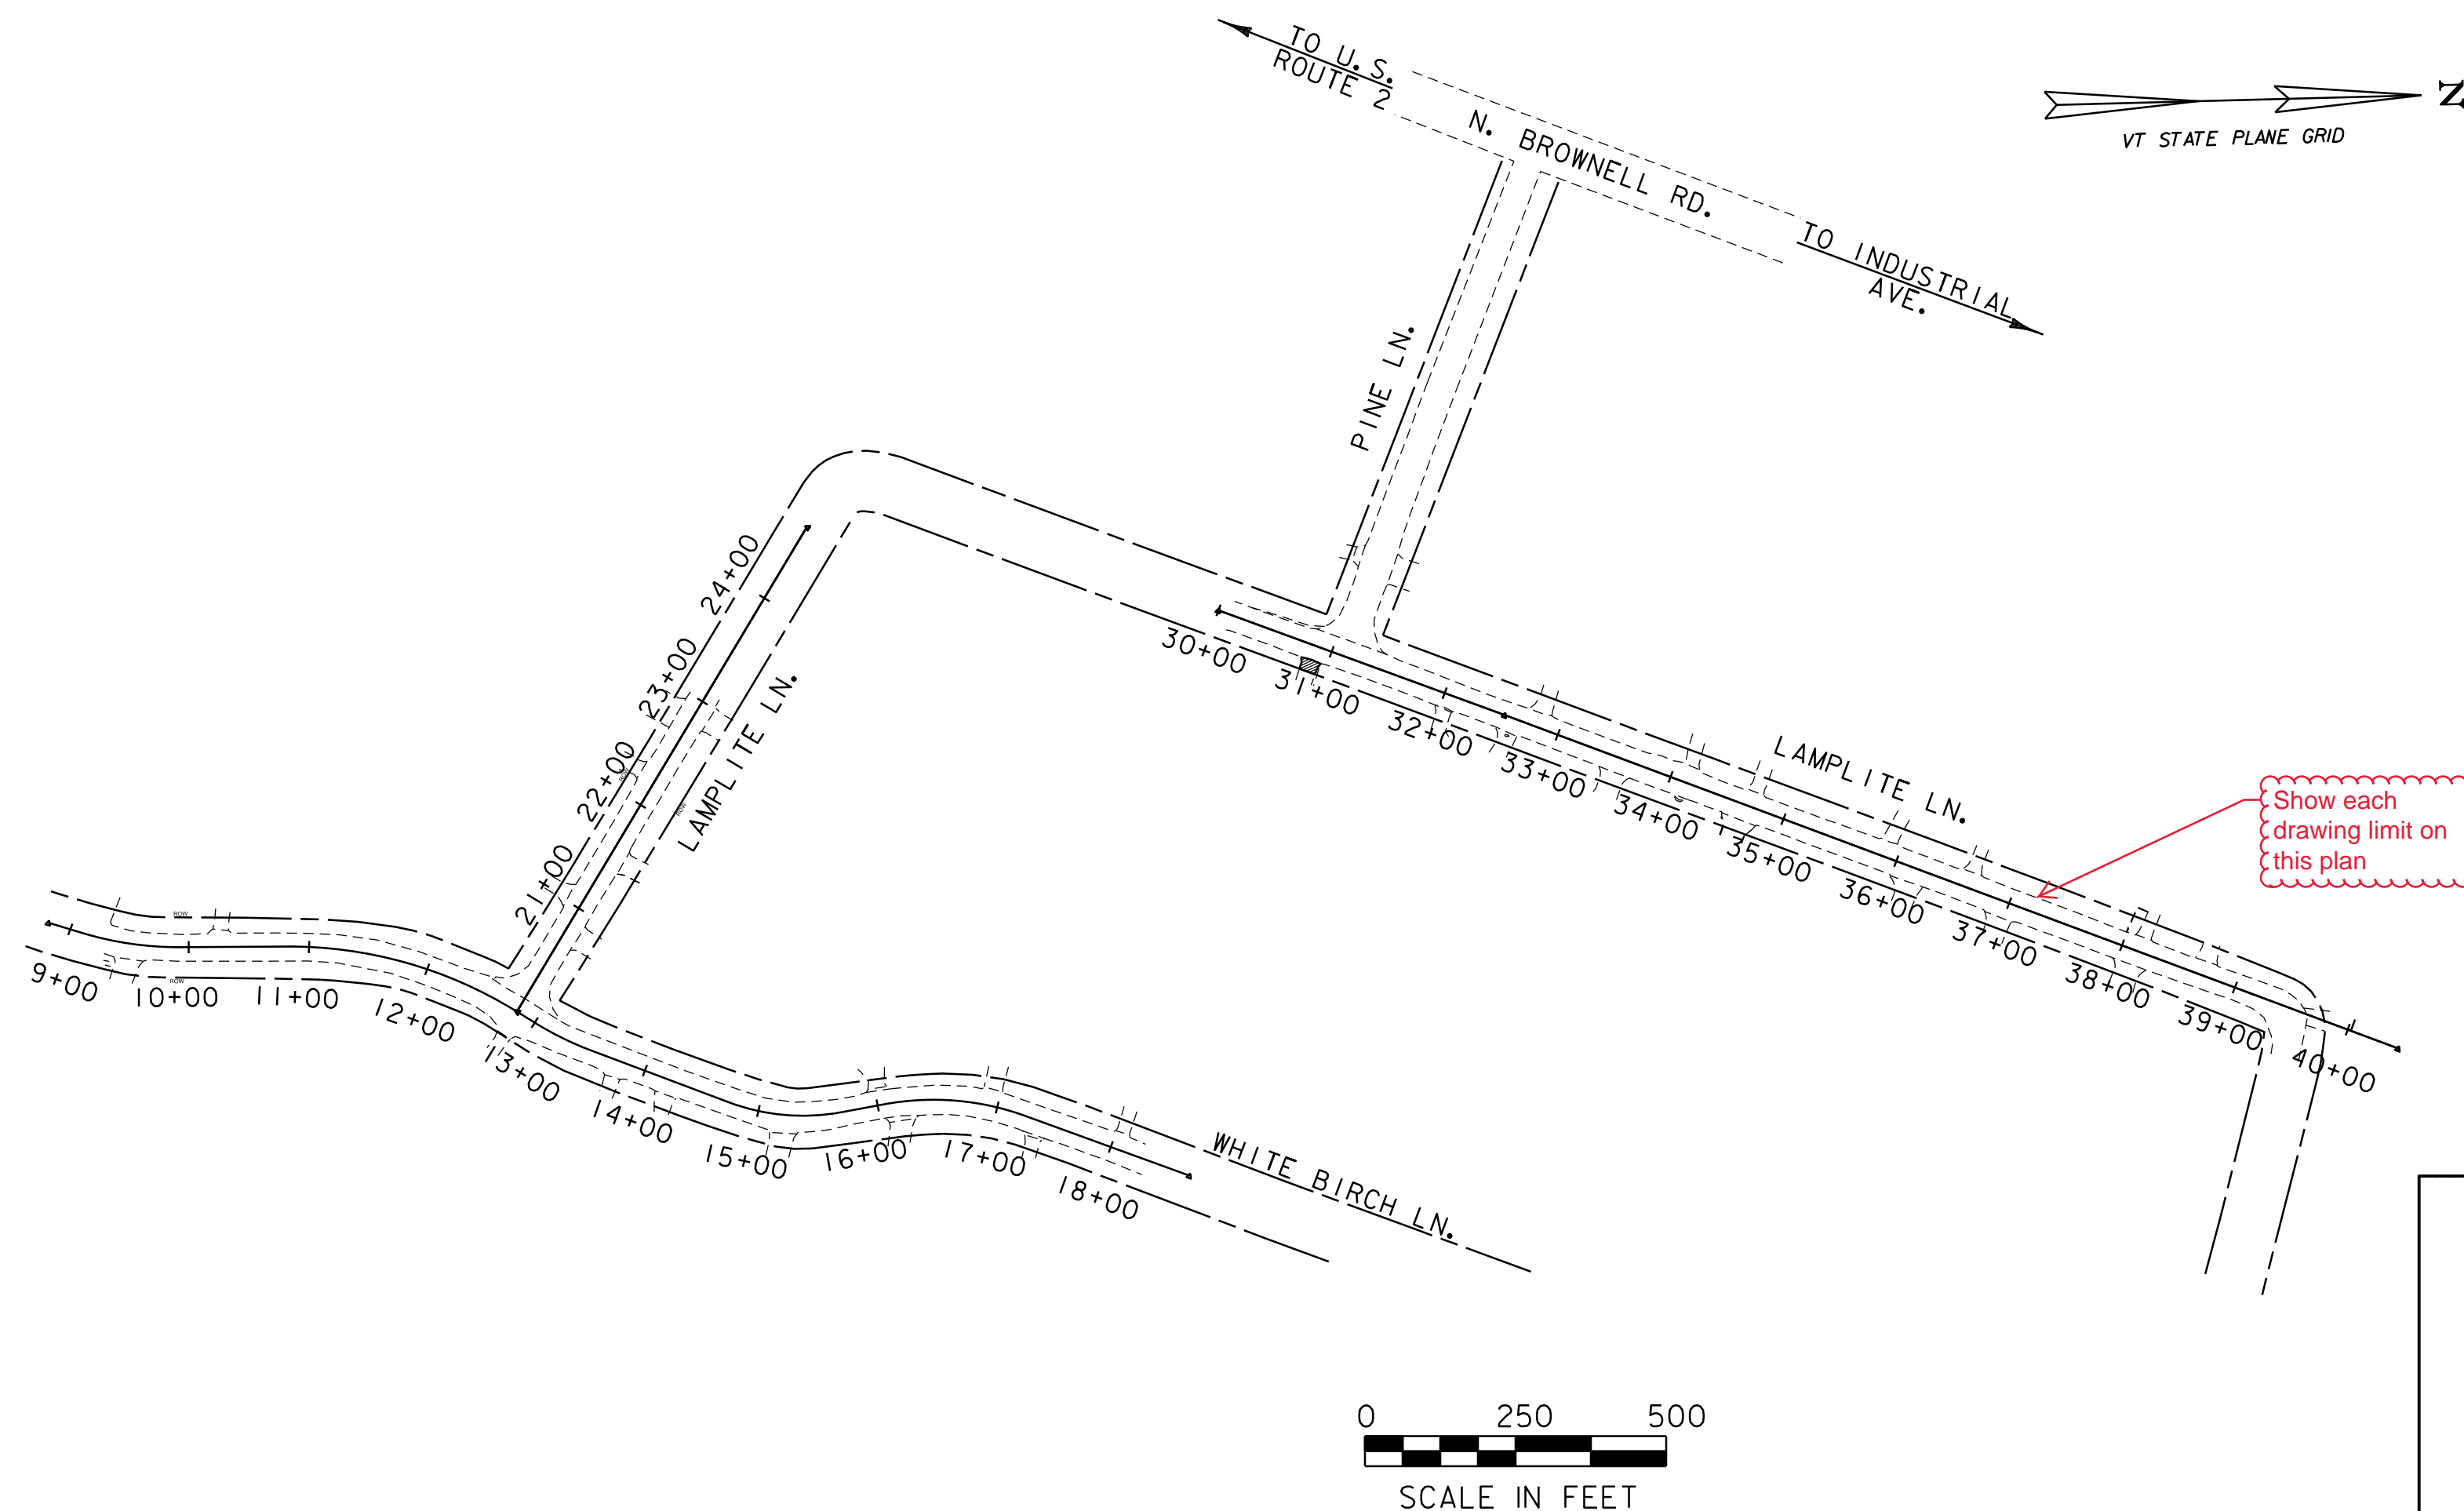 TO U.S.
ROUTE 2
N. BROWNELL RD.
TO INDUSTRIAL
AVE.
N
VT STATE PLANE GRID
PINE LN.
24+00
23+00
22+00
21+00
ROW
ROW
LAMPLITE LN.
30+00
31+00
32+00
33+00
34+00
35+00
36+00
37+00
38+00
39+00
40+00
LAMPLITE LN.
Show each
drawing limit on
this plan
ROW
ROW
9+00
10+00
11+00
12+00
13+00
14+00
15+00
16+00
17+00
18+00
WHITE BIRCH LN.
0 250 500
SCALE IN FEET